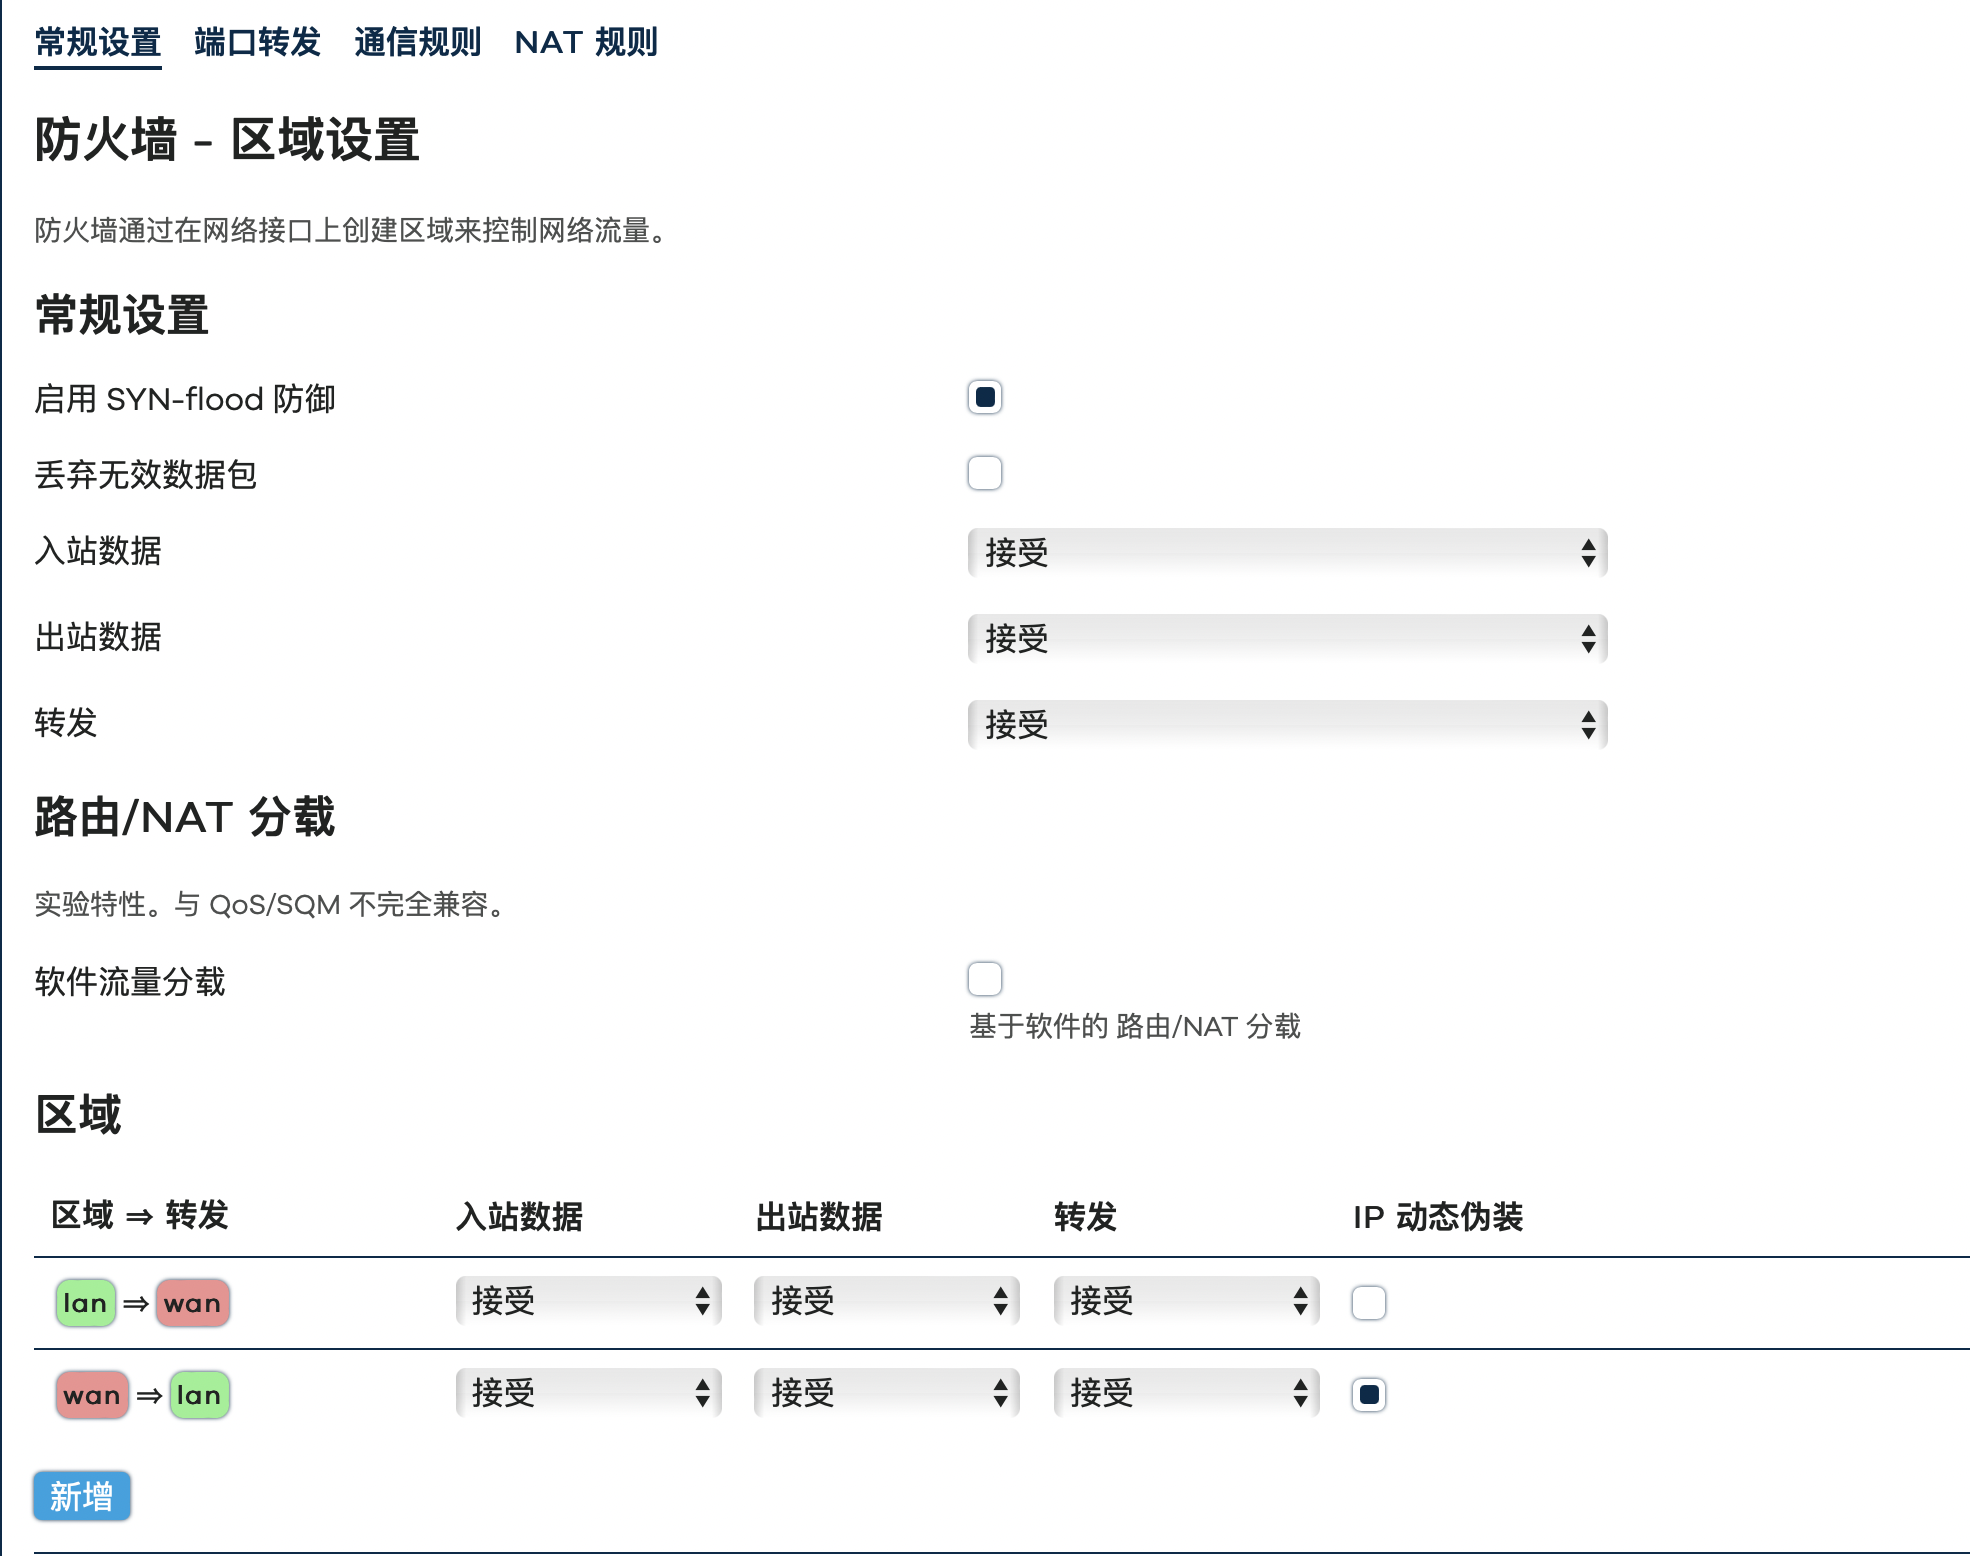 常规设置 端口转发 通信规则 NAT 规则
防火墙 - 区域设置
防火墙通过在网络接口上创建区域来控制网络流量。
常规设置
启用 SYN-flood 防御
丢弃无效数据包
入站数据 接受
出站数据 接受
转发 接受
路由/NAT 分载
实验特性。与 QoS/SQM 不完全兼容。
软件流量分载
基于软件的 路由/NAT 分载
区域
区域 ⇒ 转发 入站数据 出站数据 转发 IP 动态伪装
lan ⇒ wan 接受 接受 接受
wan ⇒ lan 接受 接受 接受
新增